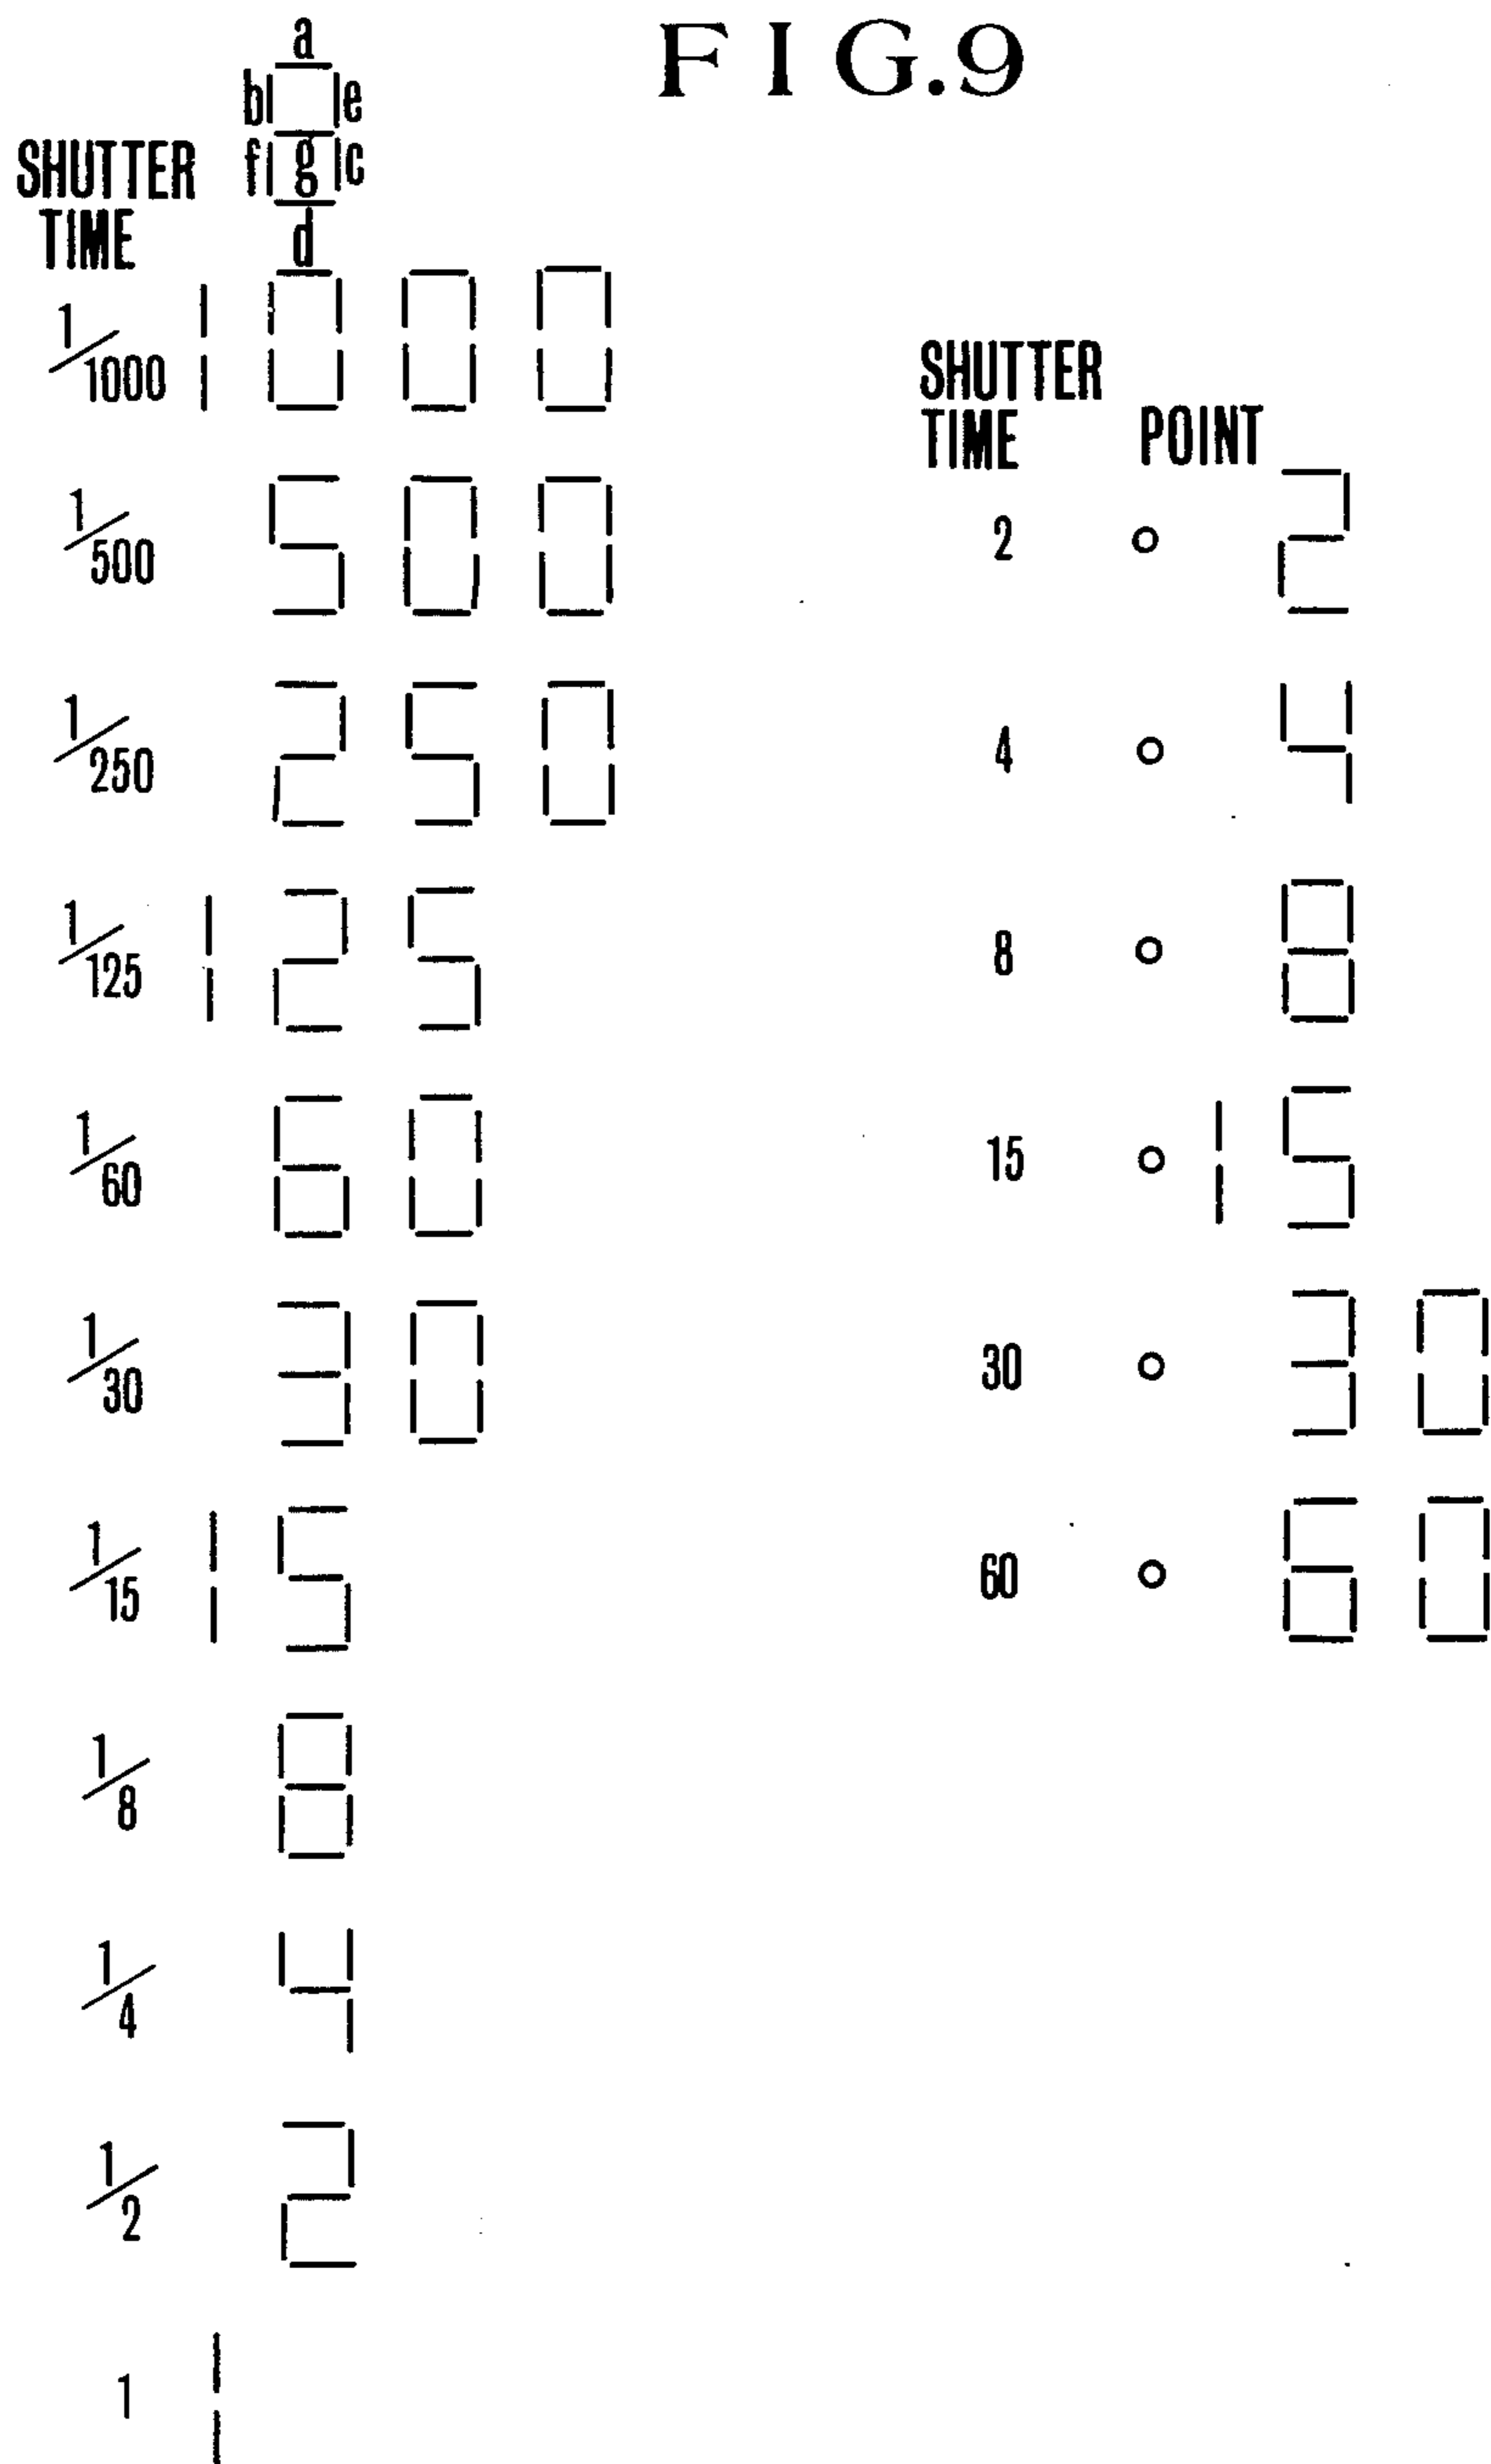 FIG.9
a
b e
f g c
d
SHUTTER
TIME
1/1000 1000
1/500 500
1/250 250
1/125 125
1/60 60
1/30 30
1/15 15
1/8 8
1/4 4
1/2 2
1 1
SHUTTER
TIME POINT
2 ○ 2
4 ○ 4
8 ○ 8
15 ○ 15
30 ○ 30
60 ○ 60